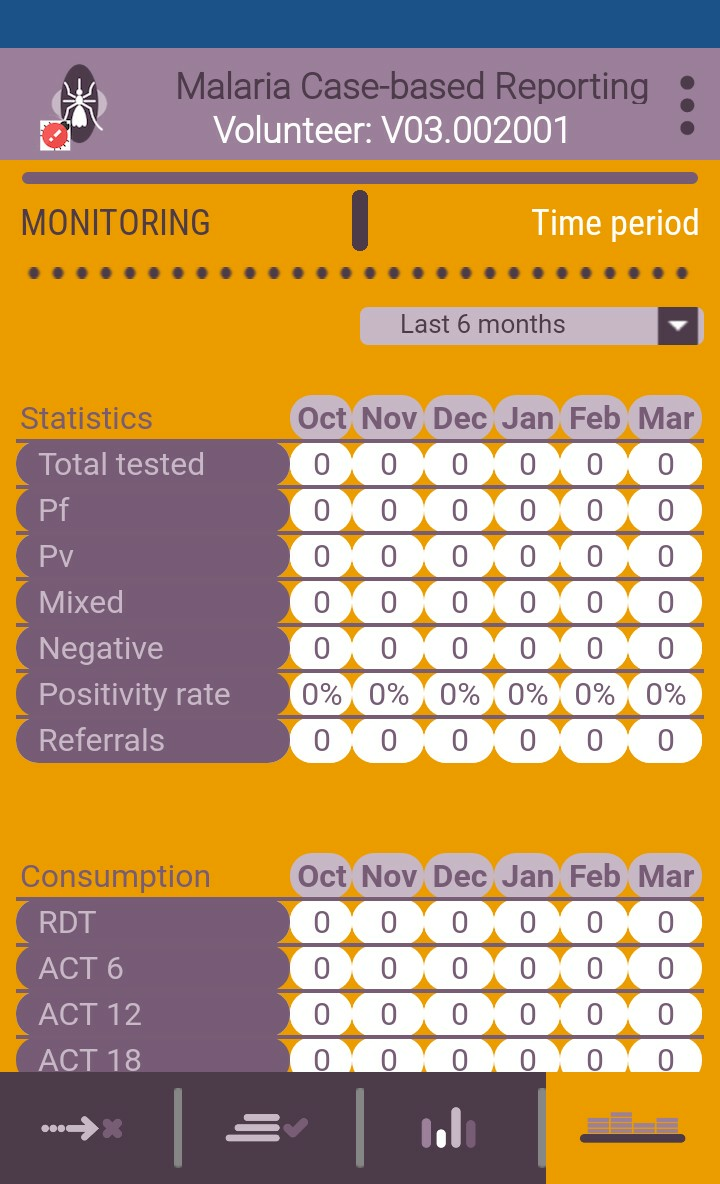 Malaria Case-based Reporting
Volunteer: V03.002001
MONITORING Time period
Last 6 months
Statistics Oct Nov Dec Jan Feb Mar
Total tested 0 0 0 0 0 0
Pf 0 0 0 0 0 0
Pv 0 0 0 0 0 0
Mixed 0 0 0 0 0 0
Negative 0 0 0 0 0 0
Positivity rate 0% 0% 0% 0% 0% 0%
Referrals 0 0 0 0 0 0
Consumption Oct Nov Dec Jan Feb Mar
RDT 0 0 0 0 0 0
ACT 6 0 0 0 0 0 0
ACT 12 0 0 0 0 0 0
ACT 18 0 0 0 0 0 0